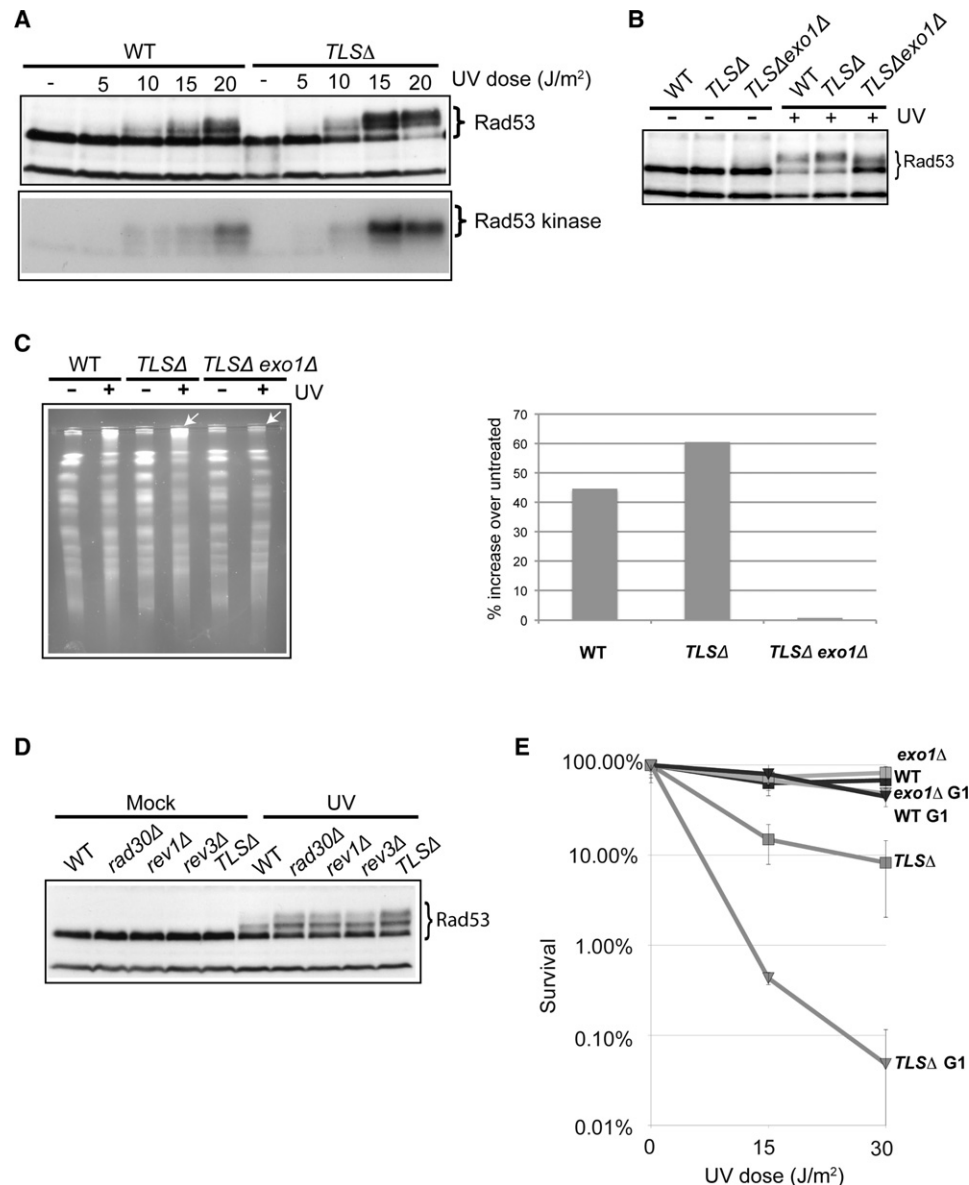 A
WT TLSΔ
- 5 10 15 20 - 5 10 15 20 UV dose (J/m²)
Rad53
Rad53 kinase
B
WT TLSΔ TLSΔexo1Δ WT TLSΔ TLSΔexo1Δ
- - - + + + UV
Rad53
C
WT TLSΔ TLSΔ exo1Δ
- + - + - + UV
% increase over untreated
70
60
50
40
30
20
10
0
WT TLSΔ TLSΔ exo1Δ
D
Mock UV
WT rad30Δ rev1Δ rev3Δ TLSΔ WT rad30Δ rev1Δ rev3Δ TLSΔ
Rad53
E
Survival
100.00%
10.00%
1.00%
0.10%
0.01%
exo1Δ
WT
exo1Δ G1
WT G1
TLSΔ
TLSΔ G1
0 15 30
UV dose (J/m²)